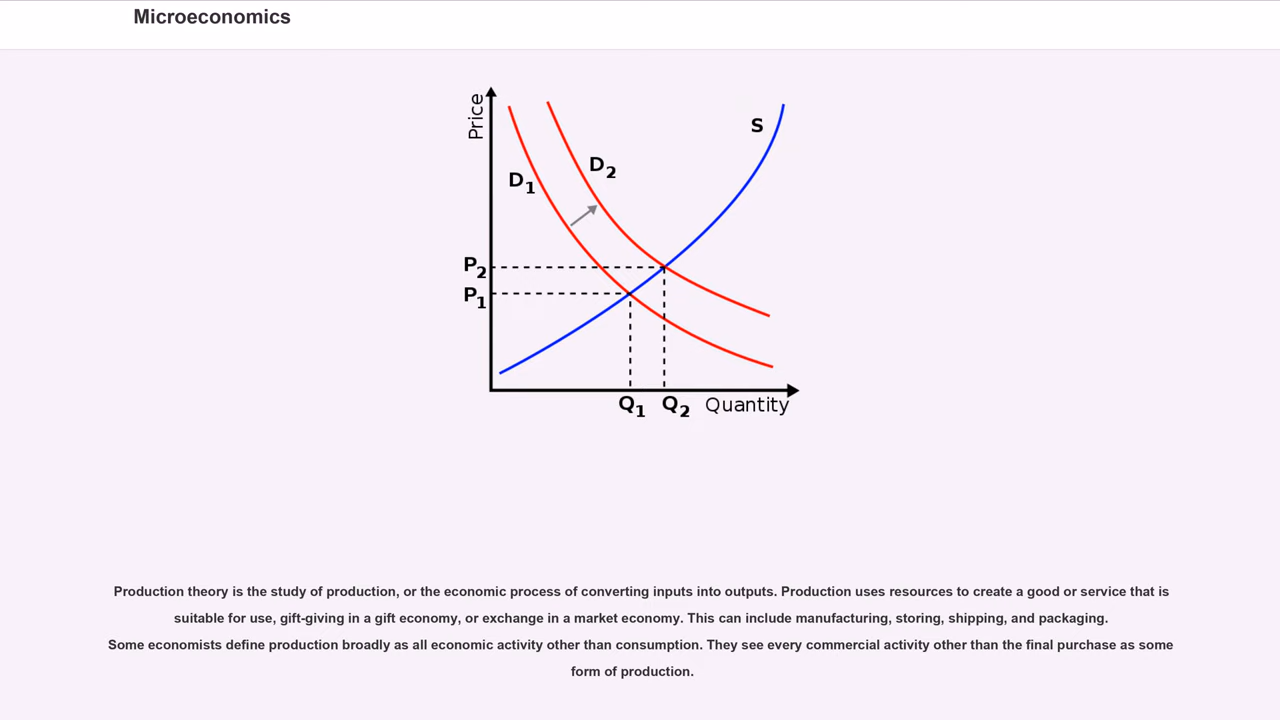 Microeconomics
Price
S
D2
D1
P2
P1
Q1 Q2 Quantity
Production theory is the study of production, or the economic process of converting inputs into outputs. Production uses resources to create a good or service that is
suitable for use, gift-giving in a gift economy, or exchange in a market economy. This can include manufacturing, storing, shipping, and packaging.
Some economists define production broadly as all economic activity other than consumption. They see every commercial activity other than the final purchase as some
form of production.